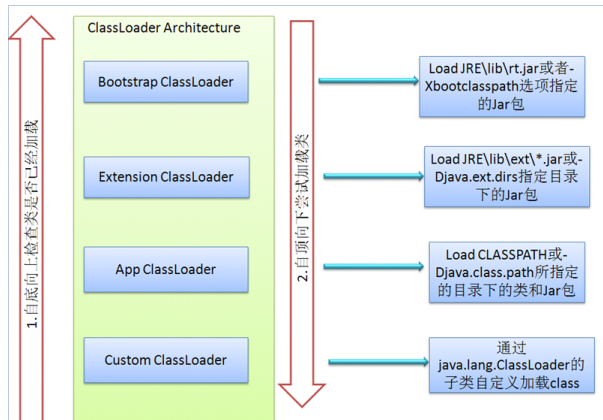 ClassLoader Architecture
1.自底向上检查类是否已经加载
2.自顶向下尝试加载类
Bootstrap ClassLoader
Load JRE\lib\rt.jar或者-
Xbootclasspath选项指定
的Jar包
Extension ClassLoader
Load JRE\lib\ext\*.jar或-
Djava.ext.dirs指定目录
下的Jar包
App ClassLoader
Load CLASSPATH或-
Djava.class.path所指定
的目录下的类和Jar包
Custom ClassLoader
通过
java.lang.ClassLoader的
子类自定义加载class